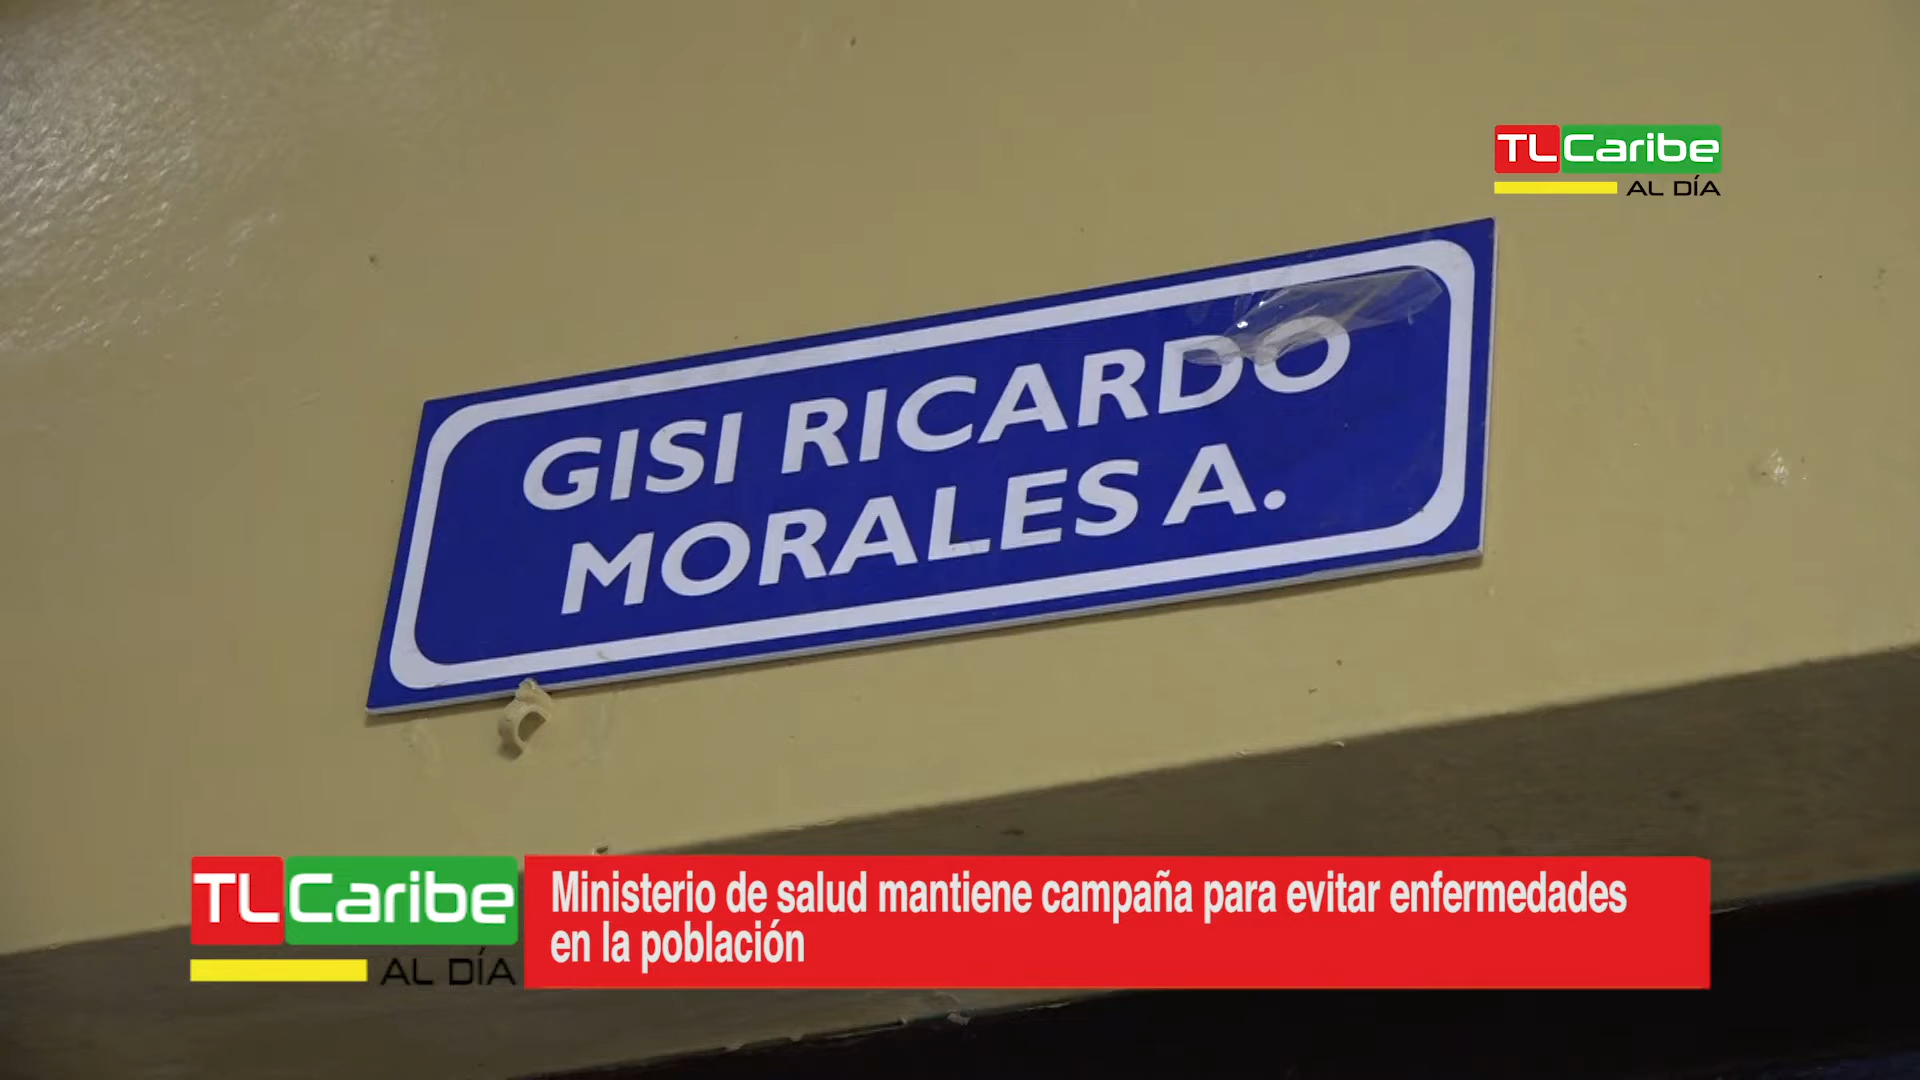 TLCaribe
AL DÍA
GISI RICARDO
MORALES A.
TLCaribe
AL DÍA
Ministerio de salud mantiene campaña para evitar enfermedades
en la población